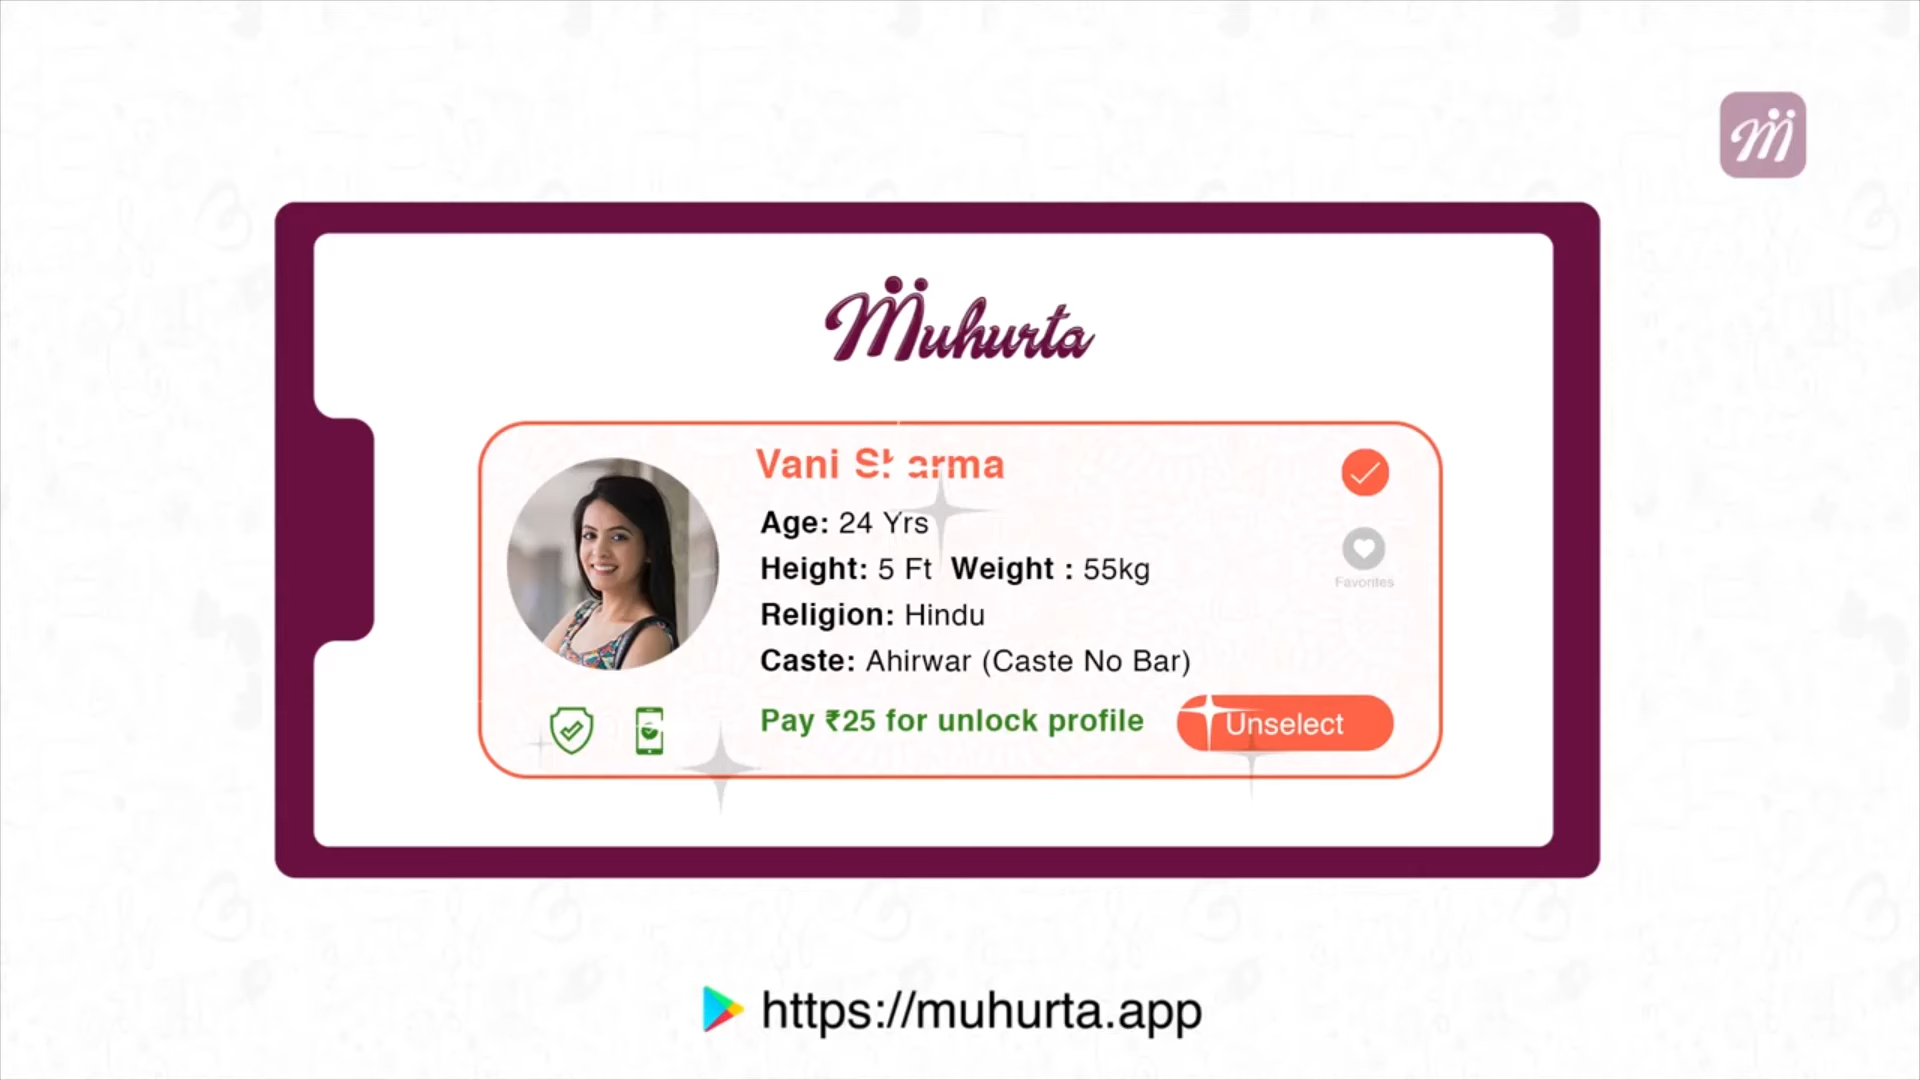 Muhurta
Vani Sharma
Age: 24 Yrs
Height: 5 Ft Weight : 55kg
Favorites
Religion: Hindu
Caste: Ahirwar (Caste No Bar)
Pay ₹25 for unlock profile
Unselect
https://muhurta.app